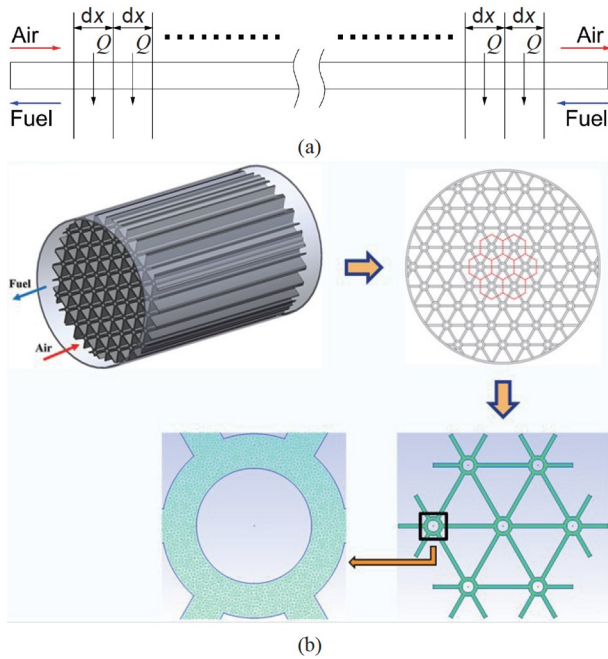 dx dx dx dx
Air Q Q Q Q Air
Fuel Fuel
(a)
Fuel
Air
(b)